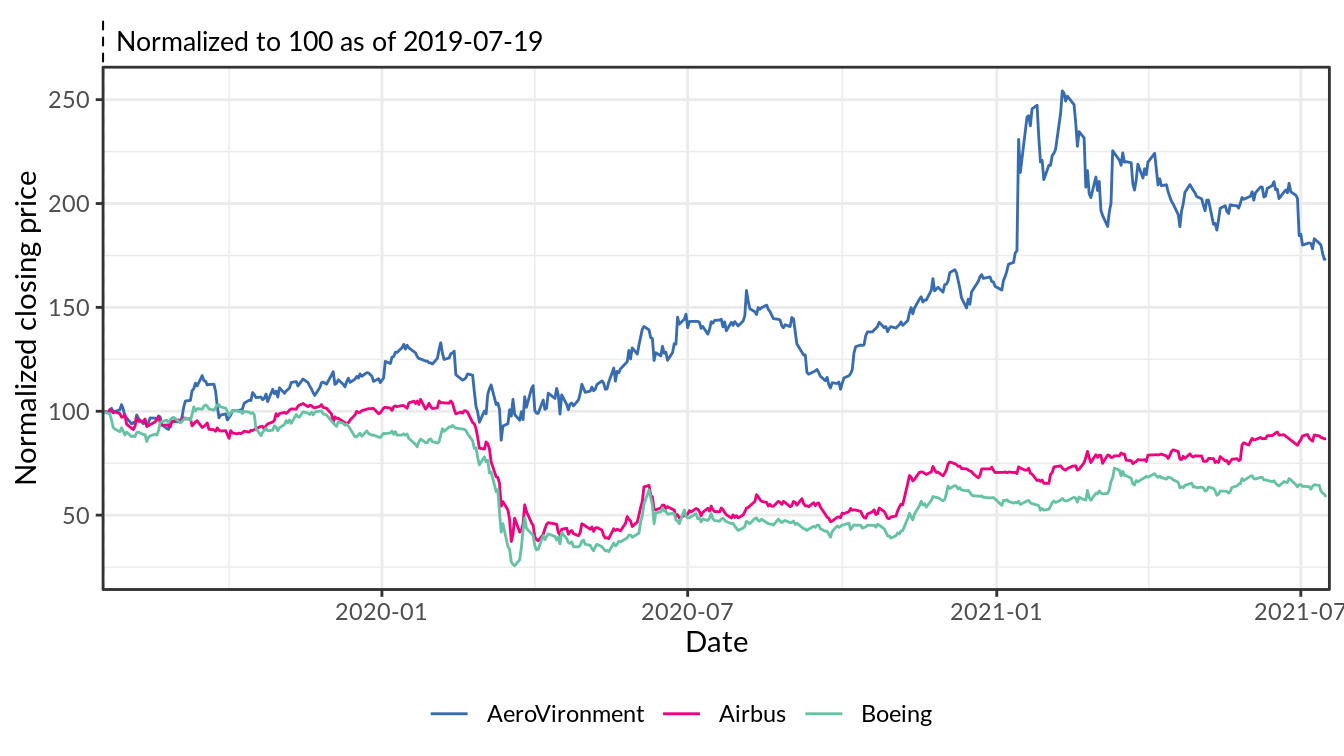 Normalized to 100 as of 2019-07-19
Normalized closing price
250
200
150
100
50
2020-01 2020-07 2021-01 2021-07
Date
AeroVironment Airbus Boeing